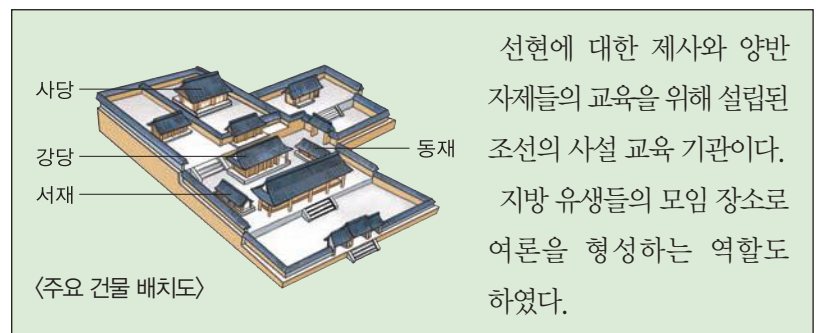 사당
강당
서재
동재
〈주요 건물 배치도〉
선현에 대한 제사와 양반
자제들의 교육을 위해 설립된
조선의 사설 교육 기관이다.
지방 유생들의 모임 장소로
여론을 형성하는 역할도
하였다.